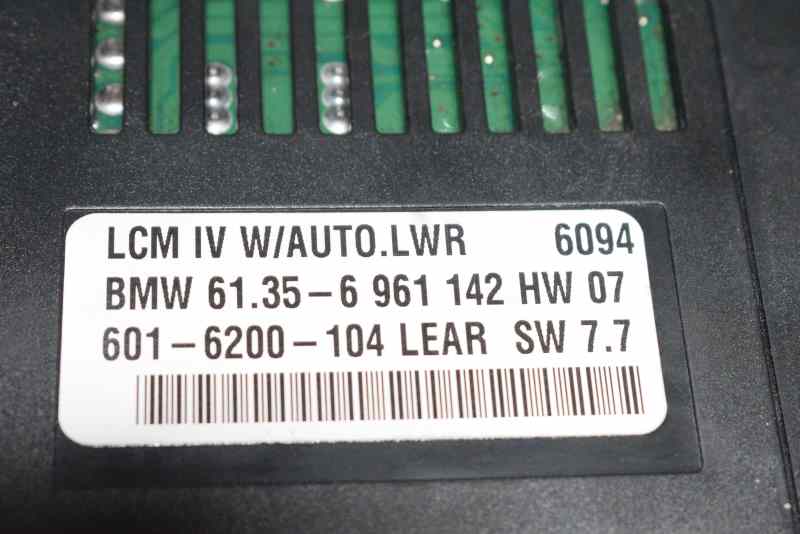 LCM IV W/AUTO.LWR 6094
BMW 61.35-6 961 142 HW 07
601-6200-104 LEAR SW 7.7